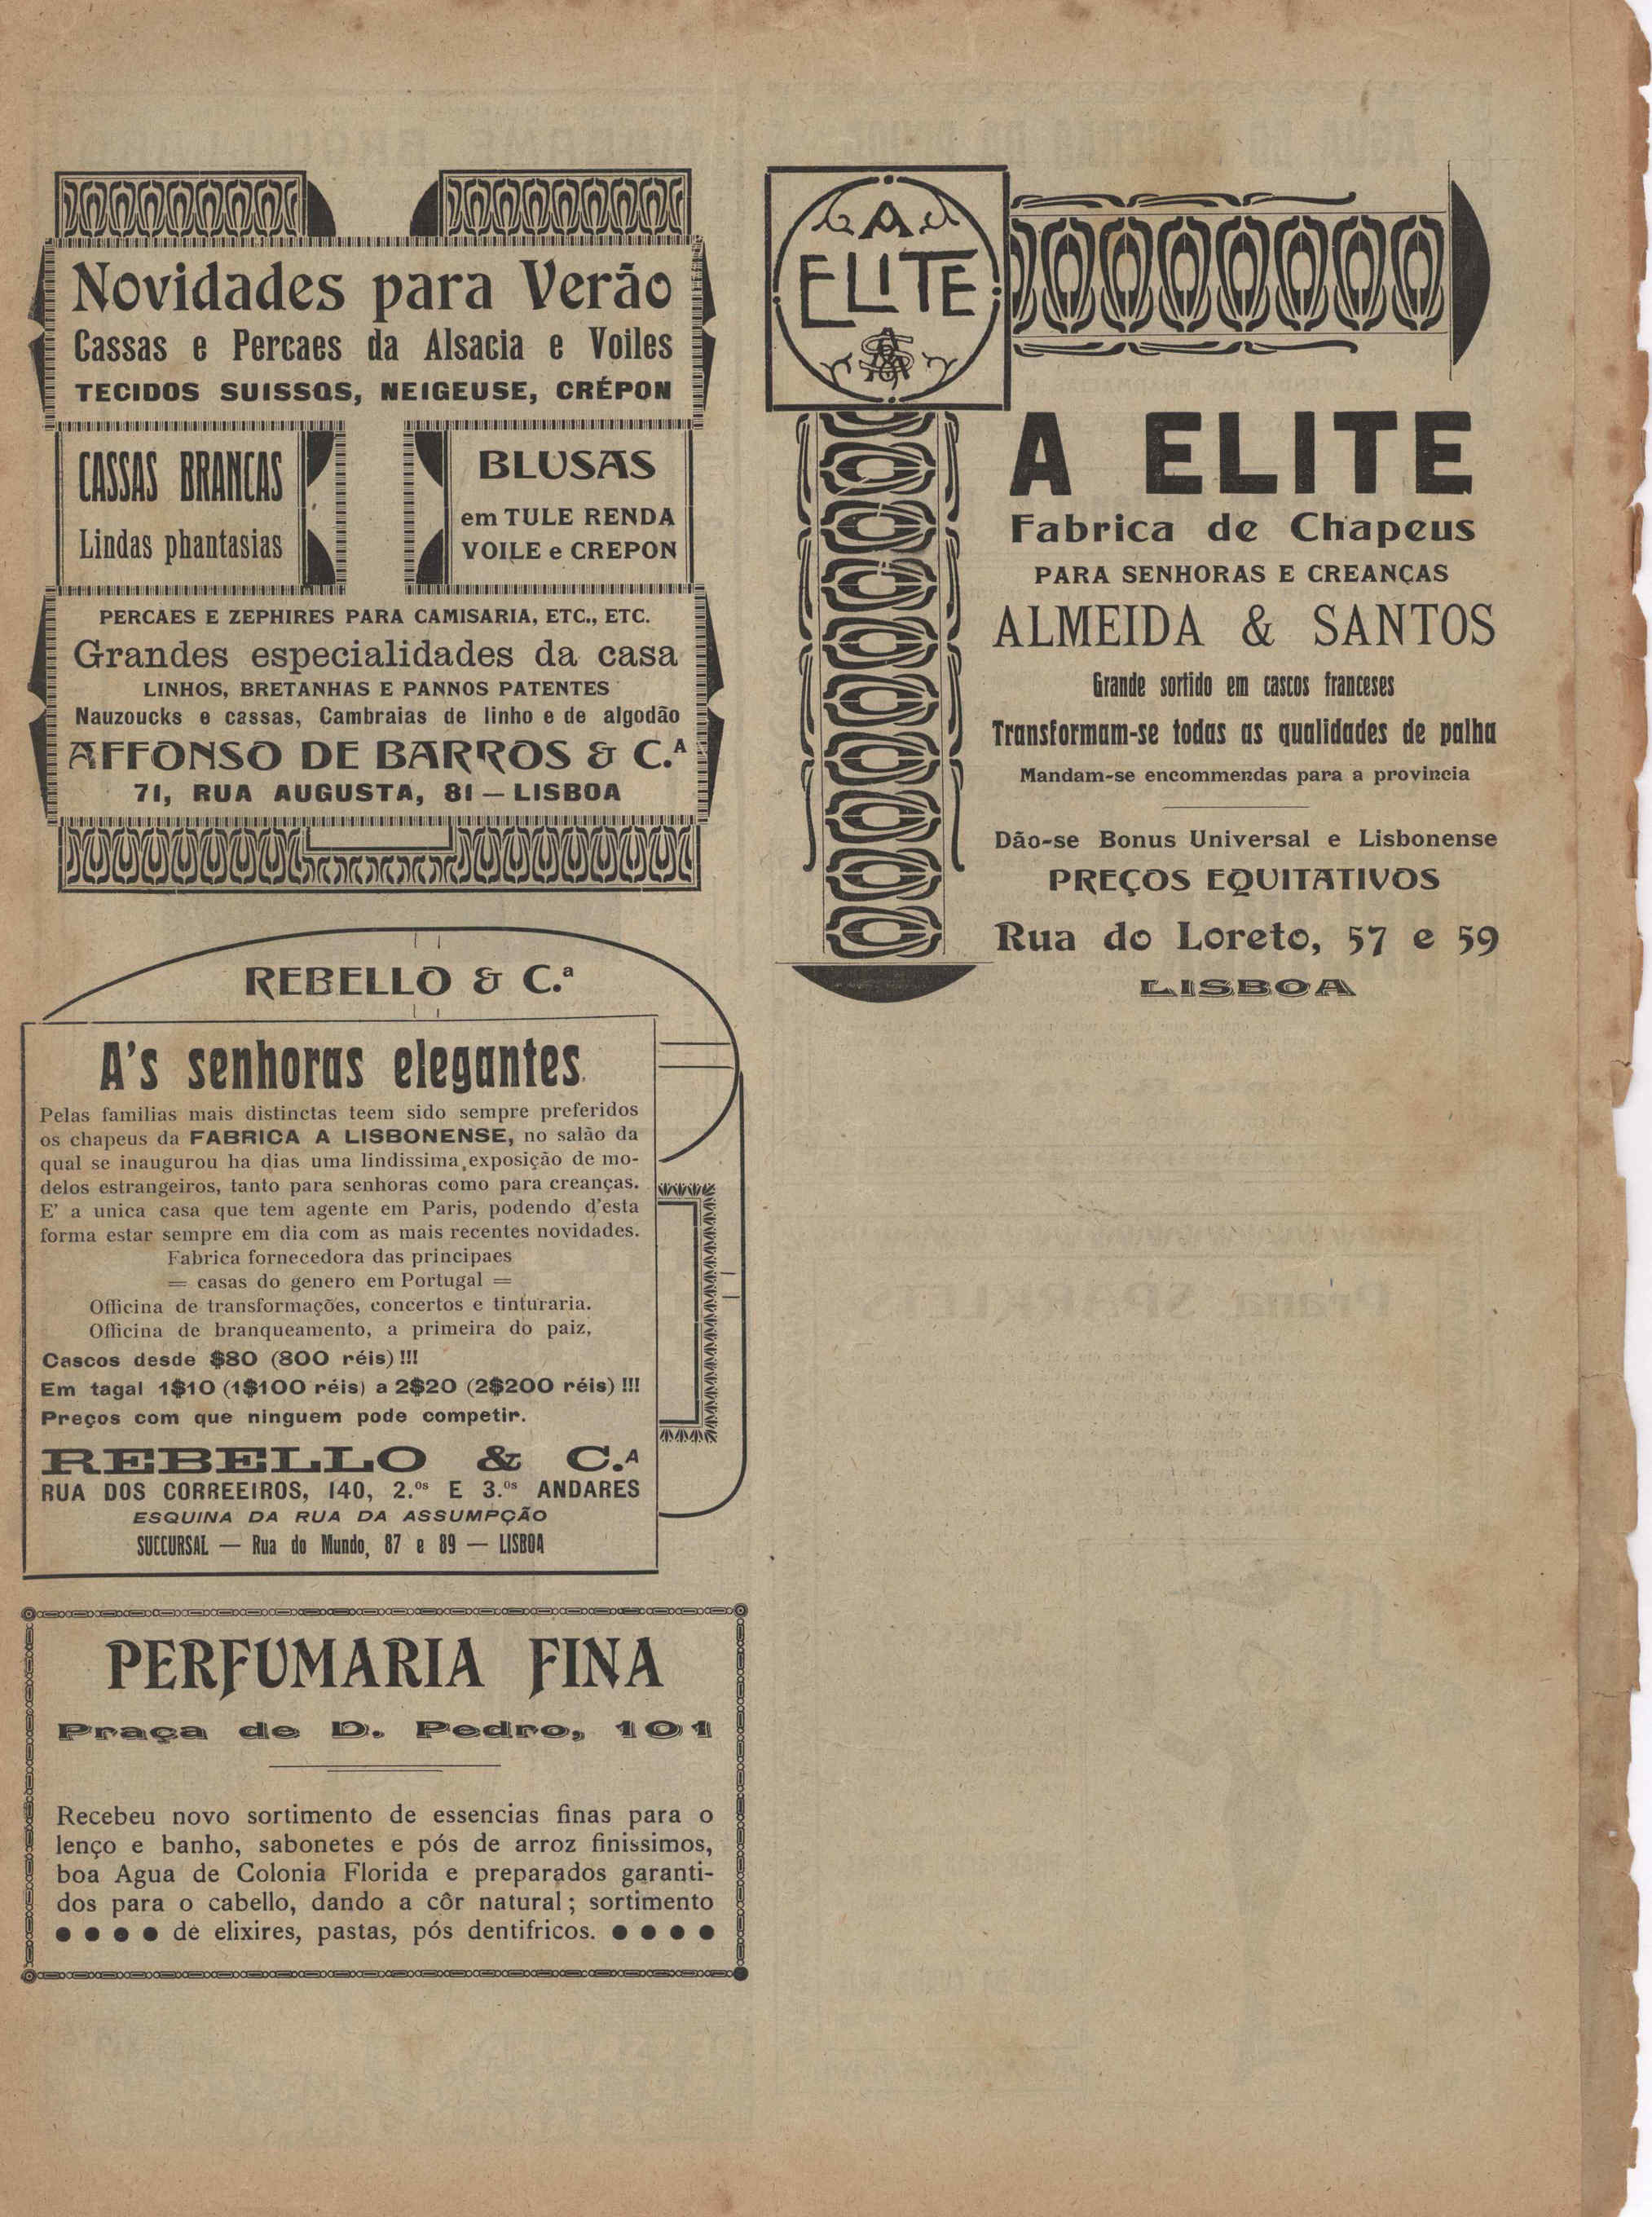 Novidades para Verão
Cassas e Percaes da Alsacia e Voiles
TECIDOS SUISSOS, NEIGEUSE, CRÉPON
CASSAS BRANCAS
Lindas phantasias
BLUSAS
em TULE RENDA
VOILE e CREPON
PERCAES E ZEPHIRES PARA CAMISARIA, ETC., ETC.
Grandes especialidades da casa
LINHOS, BRETANHAS E PANNOS PATENTES
Nauzoucks e cassas, Cambraias de linho e de algodão
AFFONSO DE BARROS & C.ª
71, RUA AUGUSTA, 81 — LISBOA
REBELLO & C.ª
A's senhoras elegantes
Pelas familias mais distinctas teem sido sempre preferidos
os chapeus da FABRICA A LISBONENSE, no salão da
qual se inaugurou ha dias uma lindissima exposição de mo-
delos estrangeiros, tanto para senhoras como para creanças.
E' a unica casa que tem agente em Paris, podendo d'esta
forma estar sempre em dia com as mais recentes novidades.
Fabrica fornecedora das principaes
= casas do genero em Portugal =
Officina de transformações, concertos e tinturaria.
Officina de branqueamento, a primeira do paiz,
Cascos desde $80 (800 réis) !!!
Em tagal 1$10 (1$100 réis) a 2$20 (2$200 réis) !!!
Preços com que ninguem pode competir.
REBELLO & C.ª
RUA DOS CORREEIROS, 140, 2.os E 3.os ANDARES
ESQUINA DA RUA DA ASSUMPÇÃO
SUCCURSAL — Rua do Mundo, 87 e 89 — LISBOA
PERFUMARIA FINA
Praça de D. Pedro, 101
Recebeu novo sortimento de essencias finas para o
lenço e banho, sabonetes e pós de arroz finissimos,
boa Agua de Colonia Florida e preparados garanti-
dos para o cabello, dando a côr natural ; sortimento
● ● ● ● de elixires, pastas, pós dentifricos. ● ● ● ●
A
ELITE
A ELITE
Fabrica de Chapeus
PARA SENHORAS E CREANÇAS
ALMEIDA & SANTOS
Grande sortido em cascos franceses
Transformam-se todas as qualidades de palha
Mandam-se encommendas para a provincia
Dão-se Bonus Universal e Lisbonense
PREÇOS EQUITATIVOS
Rua do Loreto, 57 e 59
LISBOA